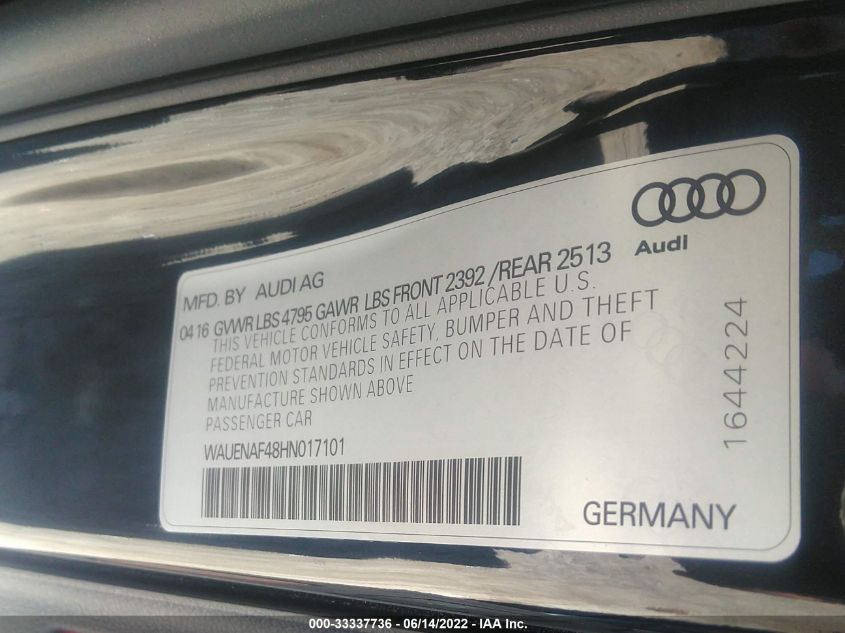 Audi
MFD. BY AUDI AG
04 16 GVWR LBS 4795 GAWR LBS FRONT 2392 /REAR 2513
THIS VEHICLE CONFORMS TO ALL APPLICABLE U.S.
FEDERAL MOTOR VEHICLE SAFETY, BUMPER AND THEFT
PREVENTION STANDARDS IN EFFECT ON THE DATE OF
MANUFACTURE SHOWN ABOVE
PASSENGER CAR
WAUENAF48HN017101
GERMANY
1644224
000-33337736 - 06/14/2022 - IAA Inc.